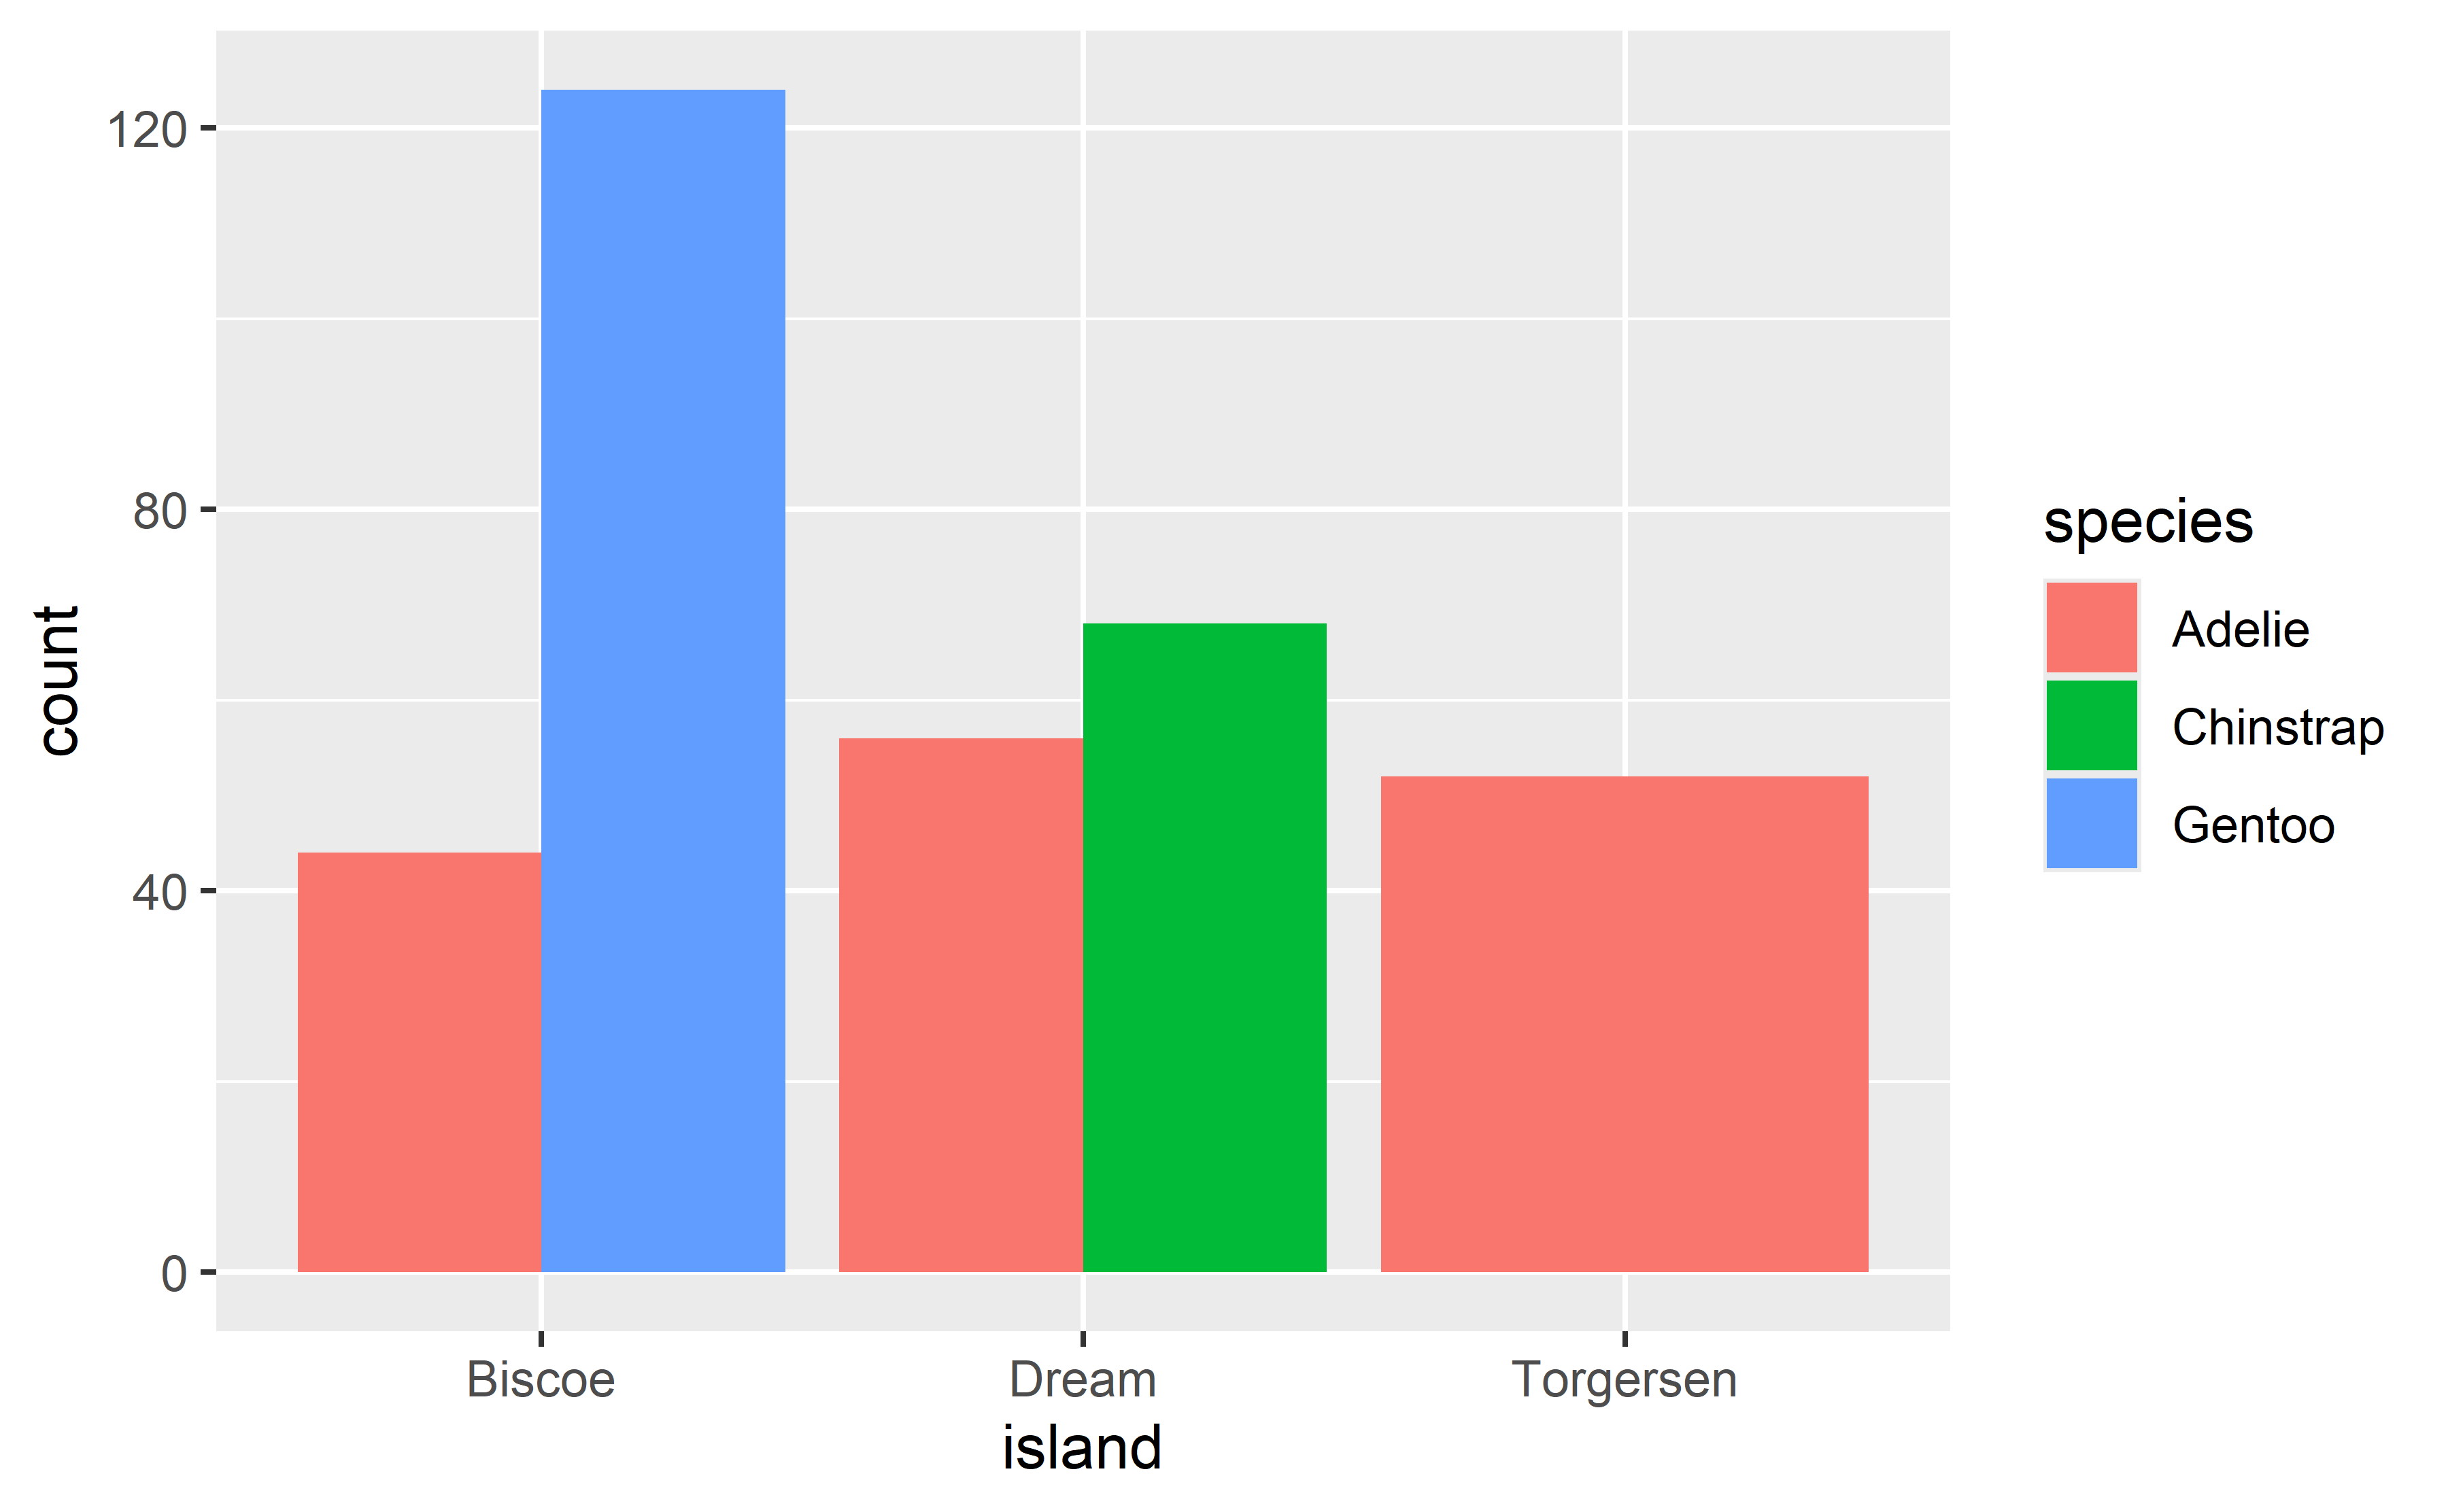 120
80
40
0
count
Biscoe
Dream
Torgersen
island
species
Adelie
Chinstrap
Gentoo